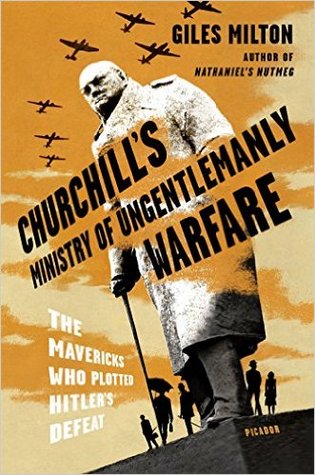 GILES MILTON
AUTHOR OF
NATHANIEL'S NUTMEG
CHURCHILL'S
MINISTRY OF UNGENTLEMANLY
WARFARE
THE
MAVERICKS
WHO PLOTTED
HITLER'S
DEFEAT
PICADOR